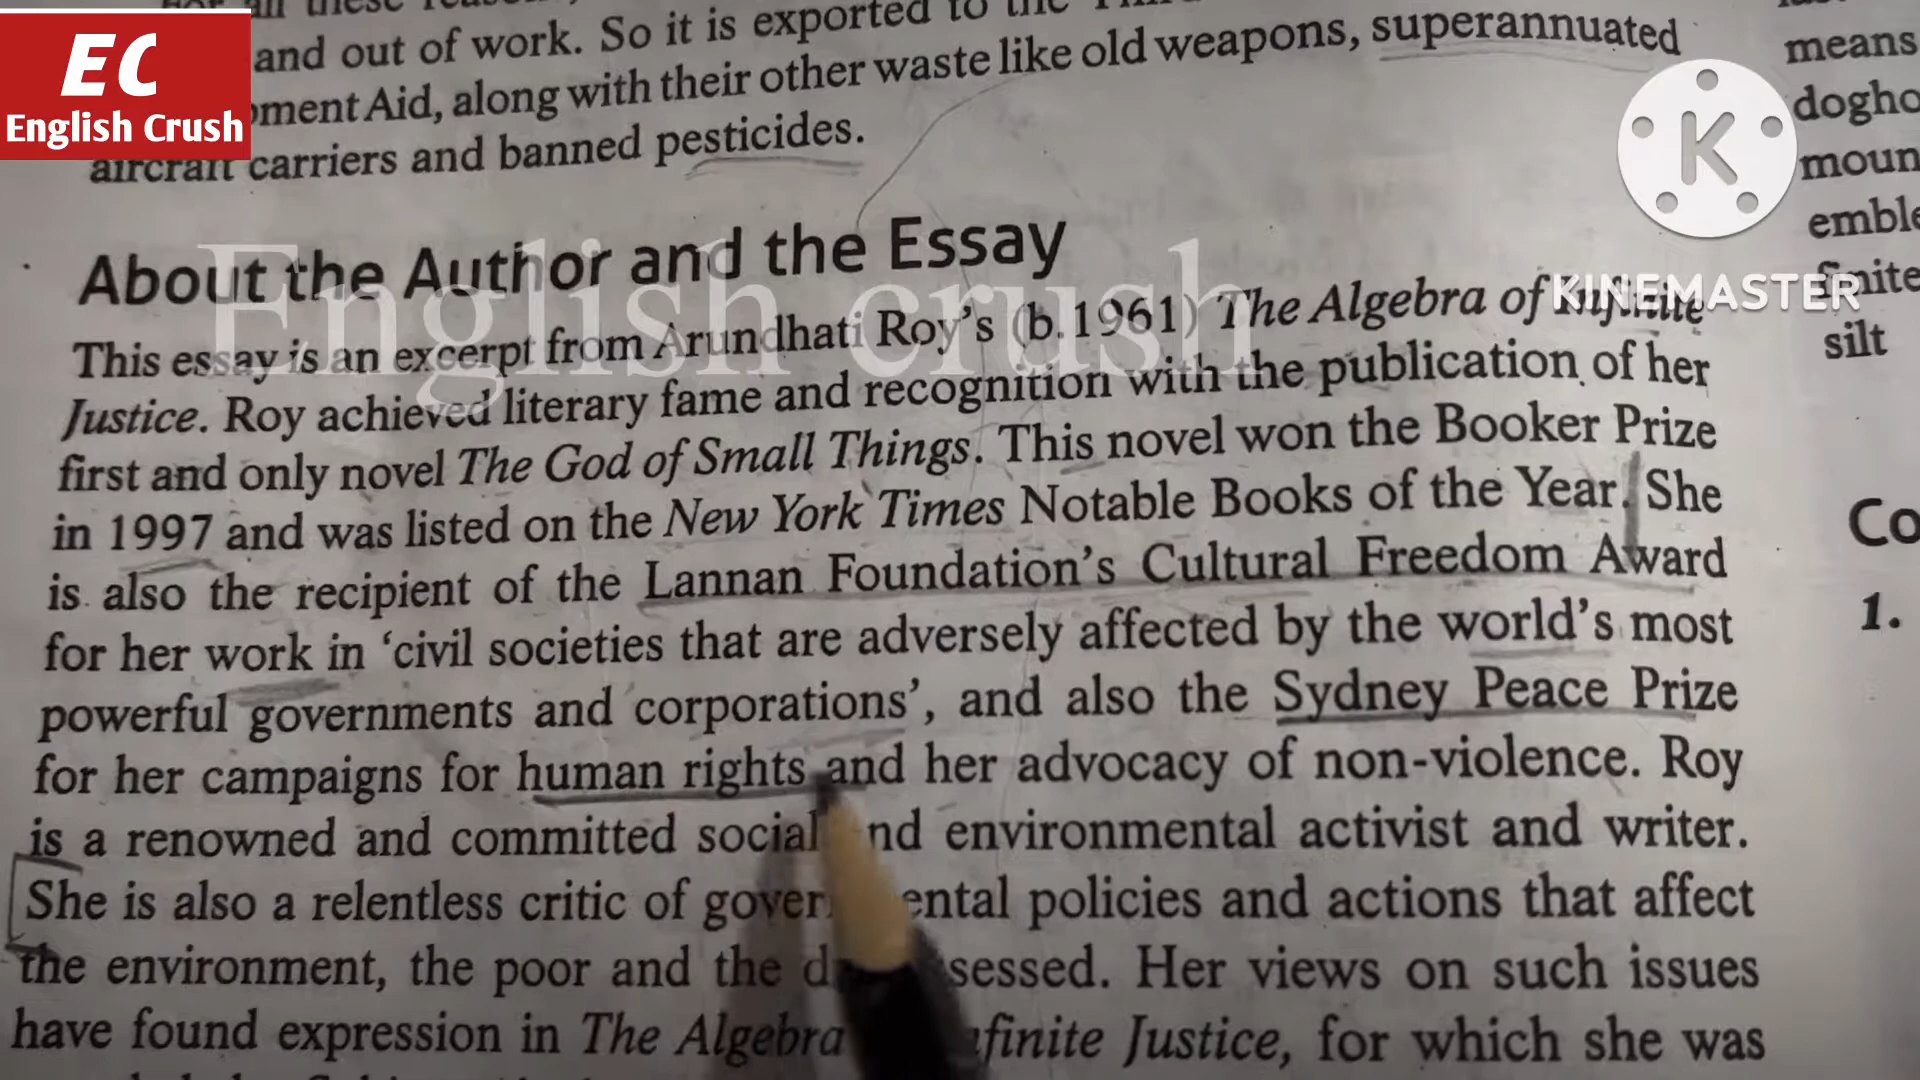 EC
English Crush
and out of work. So it is exported to the
pment Aid, along with their other waste like old weapons, superannuated
aircraft carriers and banned pesticides.
About the Author and the Essay
This essay is an excerpt from Arundhati Roy's (b.1961) The Algebra of Infinite
Justice. Roy achieved literary fame and recognition with the publication of her
first and only novel The God of Small Things. This novel won the Booker Prize
in 1997 and was listed on the New York Times Notable Books of the Year. She
is also the recipient of the Lannan Foundation's Cultural Freedom Award
for her work in ‘civil societies that are adversely affected by the world's most
powerful governments and corporations’, and also the Sydney Peace Prize
for her campaigns for human rights and her advocacy of non-violence. Roy
is a renowned and committed social nd environmental activist and writer.
She is also a relentless critic of gover ental policies and actions that affect
the environment, the poor and the d sessed. Her views on such issues
have found expression in The Algebra nfinite Justice, for which she was
English crush
K
KINEMASTER
means
dogho
moun
emble
finite
silt
Co
1.